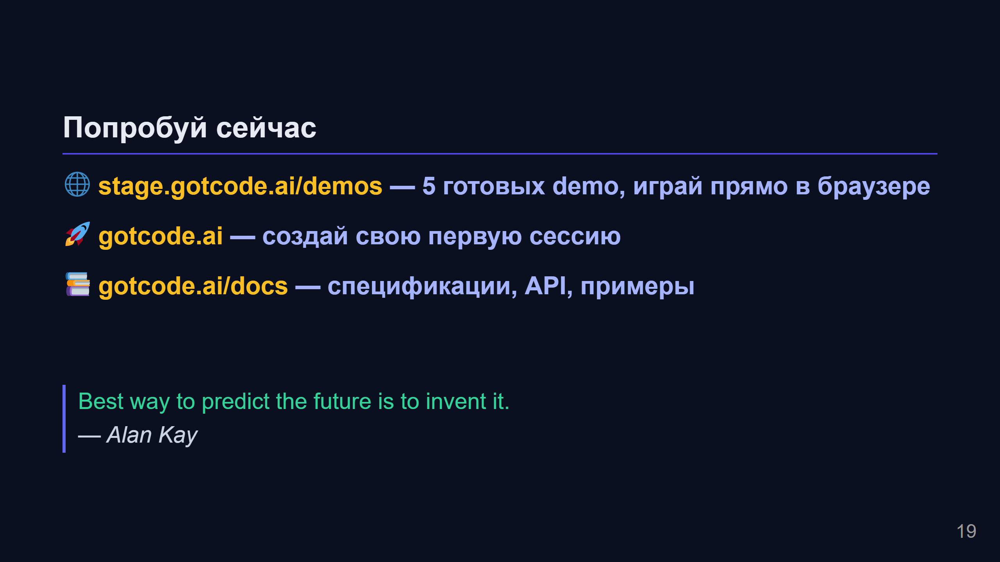 Попробуй сейчас
🌐 stage.gotcode.ai/demos — 5 готовых demo, играй прямо в браузере
🚀 gotcode.ai — создай свою первую сессию
📚 gotcode.ai/docs — спецификации, API, примеры
Best way to predict the future is to invent it.
— Alan Kay
19